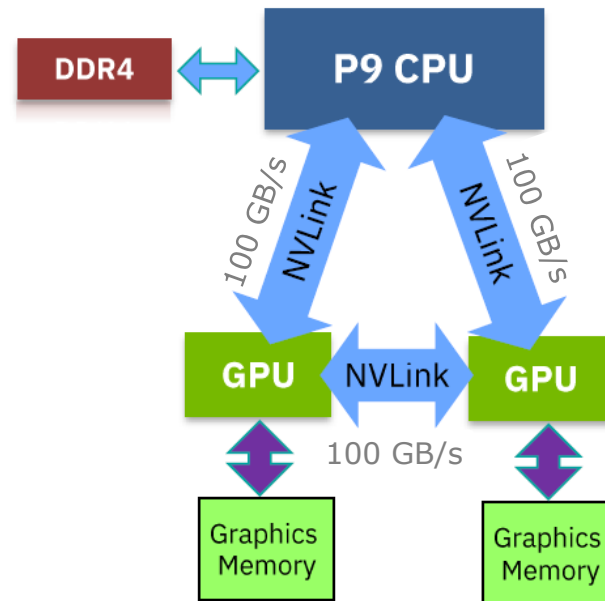 DDR4
P9 CPU
100 GB/s
NVLink
NVLink
100 GB/s
GPU
NVLink
GPU
100 GB/s
Graphics
Memory
Graphics
Memory